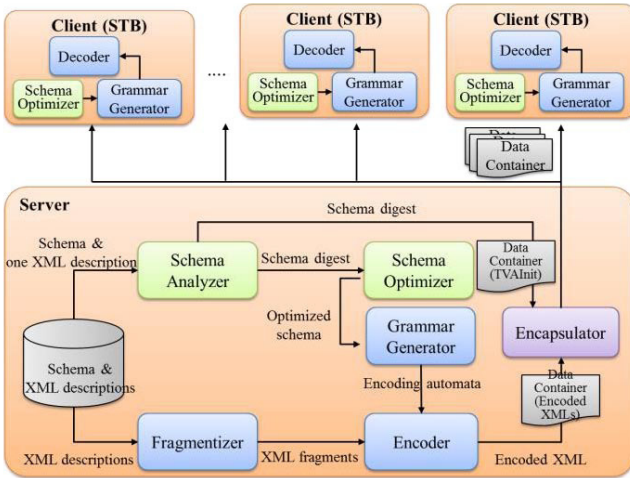 Client (STB)
Decoder
Schema
Optimizer
Grammar
Generator
....
Client (STB)
Decoder
Schema
Optimizer
Grammar
Generator
Client (STB)
Decoder
Schema
Optimizer
Grammar
Generator
Data
Data
Data
Container
Server
Schema digest
Schema &
one XML description
Schema
Analyzer
Schema digest
Schema
Optimizer
Data
Container
(TVAInit)
Optimized
schema
Grammar
Generator
Encapsulator
Schema &
XML descriptions
Encoding automata
Data
Container
(Encoded
XMLs)
Fragmentizer
Encoder
XML descriptions
XML fragments
Encoded XML